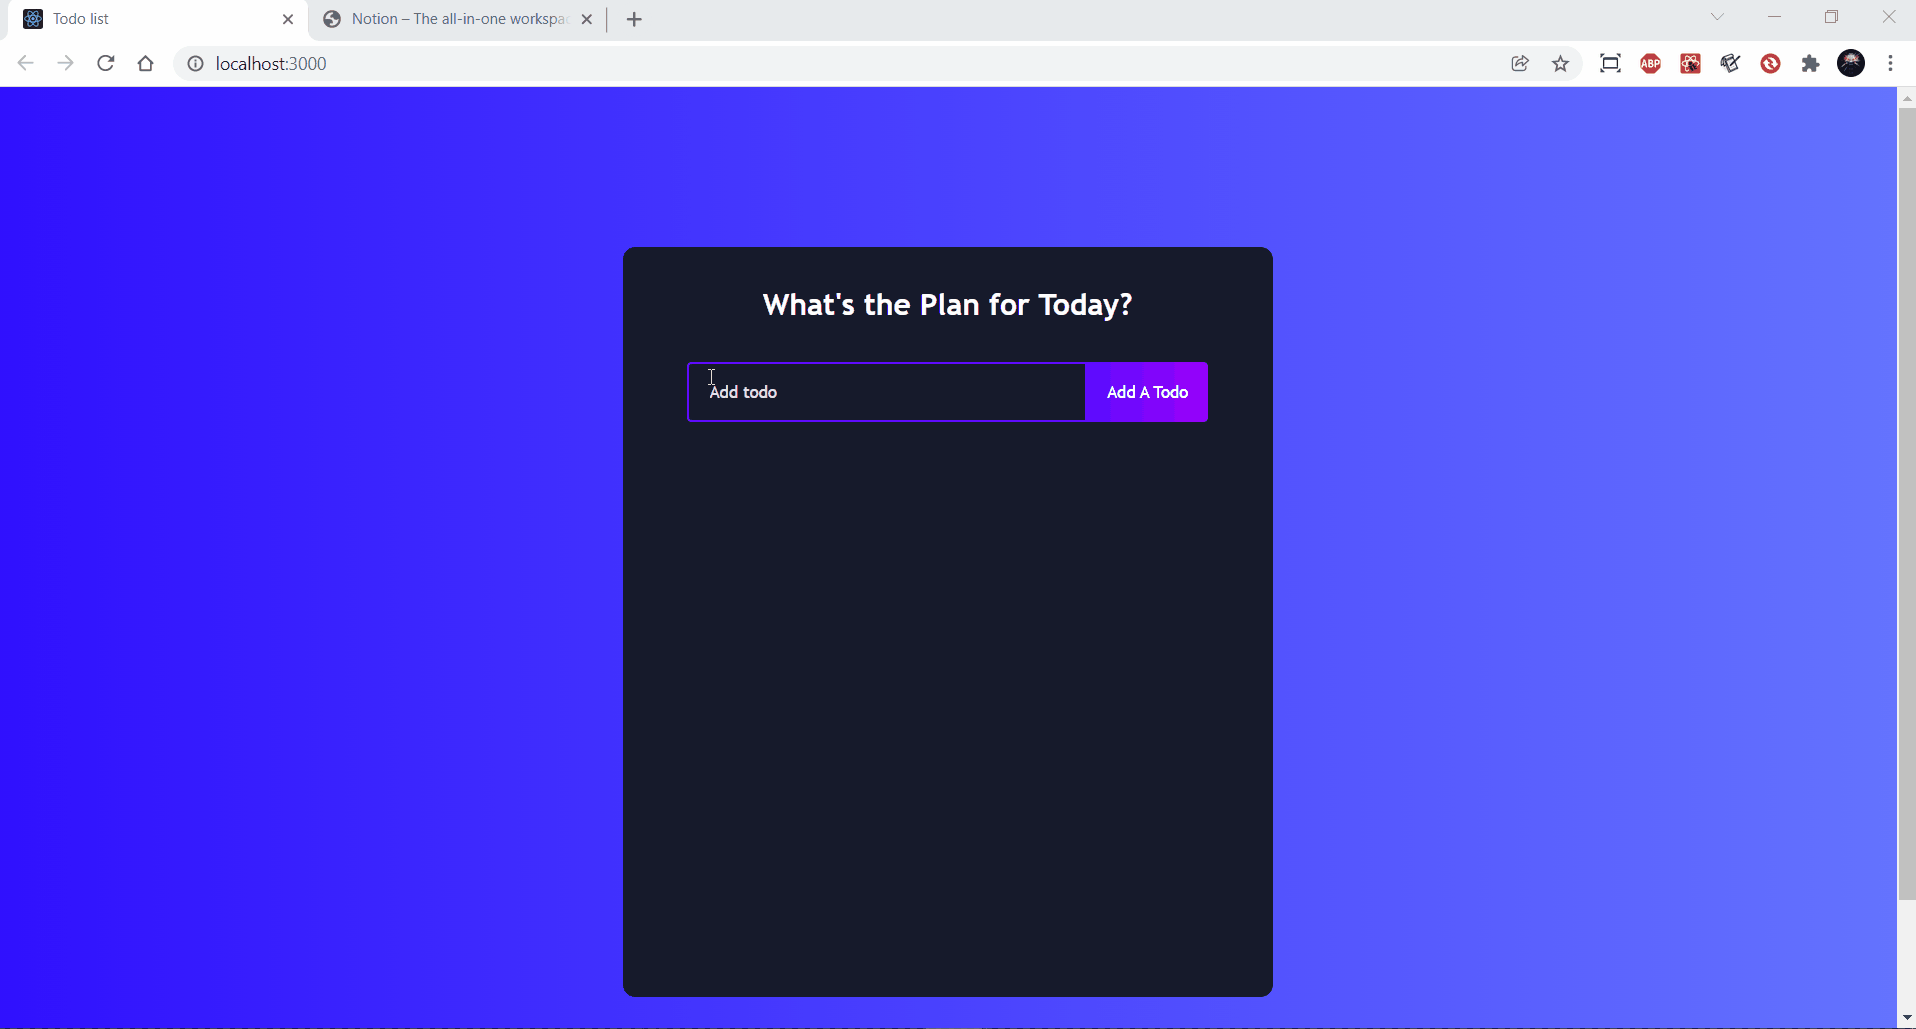 Todo list
Notion – The all-in-one workspac
localhost:3000
ABP
What's the Plan for Today?
Add todo
Add A Todo